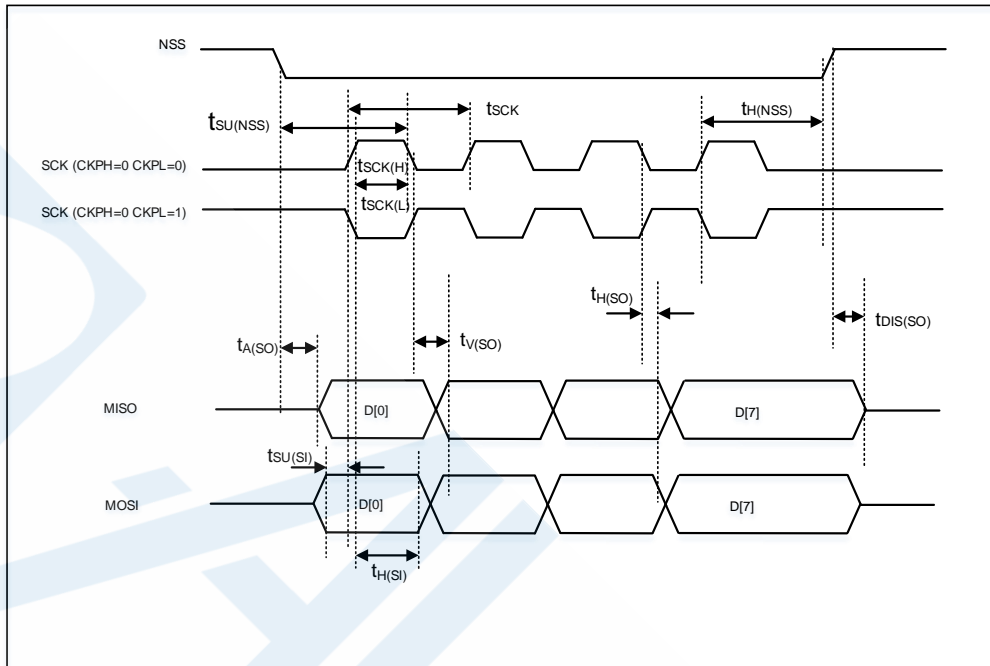 NSS
tSCK
tH(NSS)
tSU(NSS)
SCK (CKPH=0 CKPL=0)
tSCK(H)
tSCK(L)
SCK (CKPH=0 CKPL=1)
tH(SO)
tDIS(SO)
tA(SO)
tV(SO)
MISO
D[0]
D[7]
tSU(SI)
MOSI
D[0]
D[7]
tH(SI)